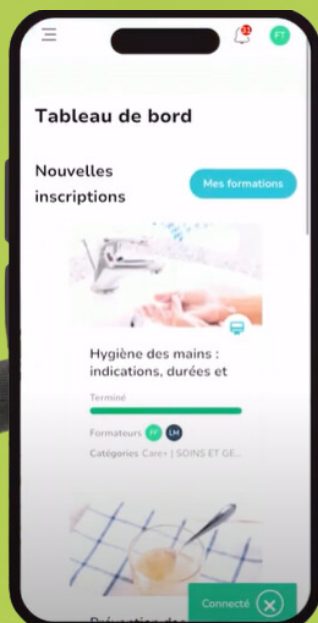 FT
Tableau de bord
Nouvelles
inscriptions
Mes formations
Hygiène des mains :
indications, durées et
Terminé
Formateurs PF LM
Catégories Care+ | SOINS ET GE...
Connecté